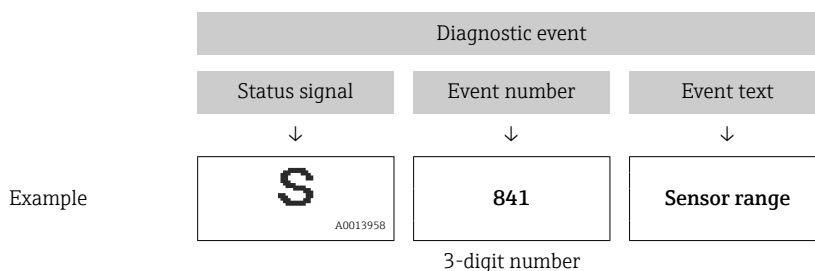 Diagnostic event
Status signal Event number Event text
↓ ↓ ↓
Example S 841 Sensor range
A0013958
3-digit number